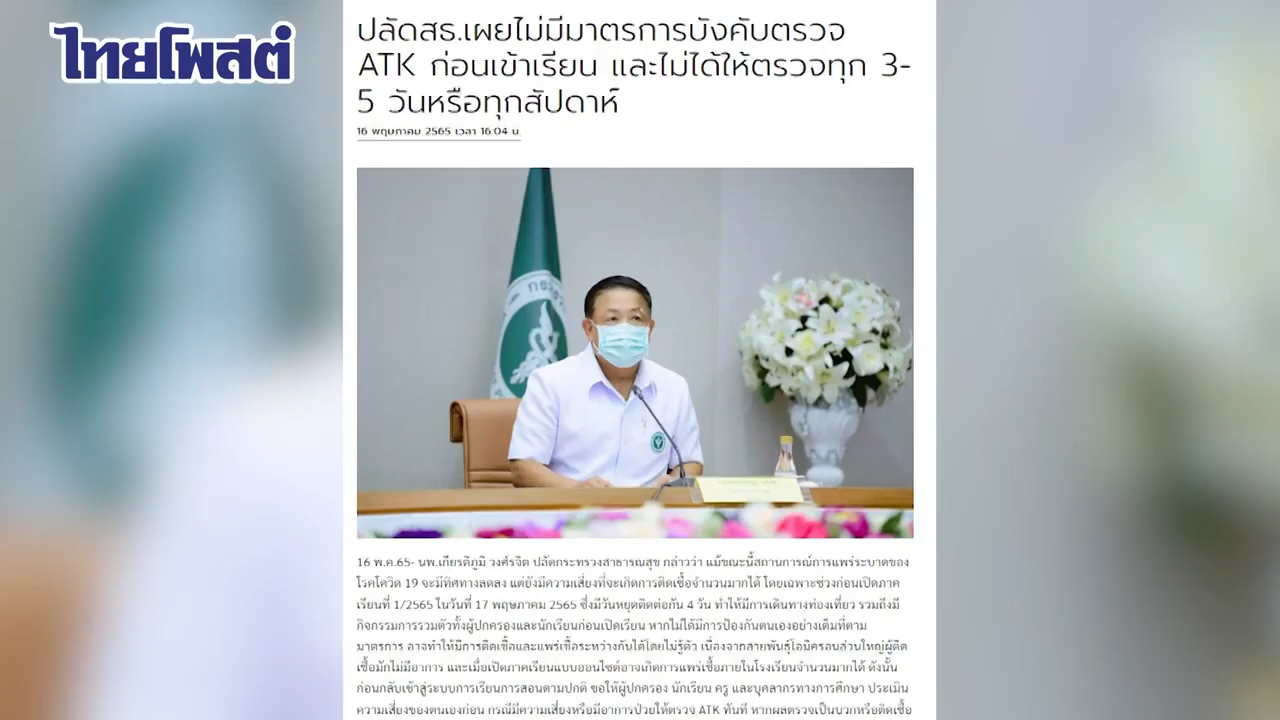 ไทยโพสต์
ปลัดสธ.เผยไม่มีมาตรการบังคับตรวจ
ATK ก่อนเข้าเรียน และไม่ได้ให้ตรวจทุก 3-
5 วันหรือทุกสัปดาห์
16 พฤษภาคม 2565 เวลา 16:04 น.
16 พ.ค.65- นพ.เกียรติภูมิ วงศ์รจิต ปลัดกระทรวงสาธารณสุข กล่าวว่า แม้ขณะนี้สถานการณ์การแพร่ระบาดของ
โรคโควิด 19 จะมีทิศทางลดลง แต่ยังมีความเสี่ยงที่จะเกิดการติดเชื้อจำนวนมากได้ โดยเฉพาะช่วงก่อนเปิดภาค
เรียนที่ 1/2565 ในวันที่ 17 พฤษภาคม 2565 ซึ่งมีวันหยุดติดต่อกัน 4 วัน ทำให้มีการเดินทางท่องเที่ยว รวมถึงมี
กิจกรรมการรวมตัวทั้งผู้ปกครองและนักเรียนก่อนเปิดเรียน หากไม่ได้มีการป้องกันตนเองอย่างเต็มที่ตาม
มาตรการ อาจทำให้มีการติดเชื้อและแพร่เชื้อระหว่างกันได้โดยไม่รู้ตัว เนื่องจากสายพันธุ์โอมิครอนส่วนใหญ่ผู้ติด
เชื้อมักไม่มีอาการ และเมื่อเปิดภาคเรียนแบบออนไซต์อาจเกิดการแพร่เชื้อภายในโรงเรียนจำนวนมากได้ ดังนั้น
ก่อนกลับเข้าสู่ระบบการเรียนการสอนตามปกติ ขอให้ผู้ปกครอง นักเรียน ครู และบุคลากรทางการศึกษา ประเมิน
ความเสี่ยงของตนเองก่อน กรณีมีความเสี่ยงหรือมีอาการป่วยให้ตรวจ ATK ทันที หากผลตรวจเป็นบวกหรือติดเชื้อ